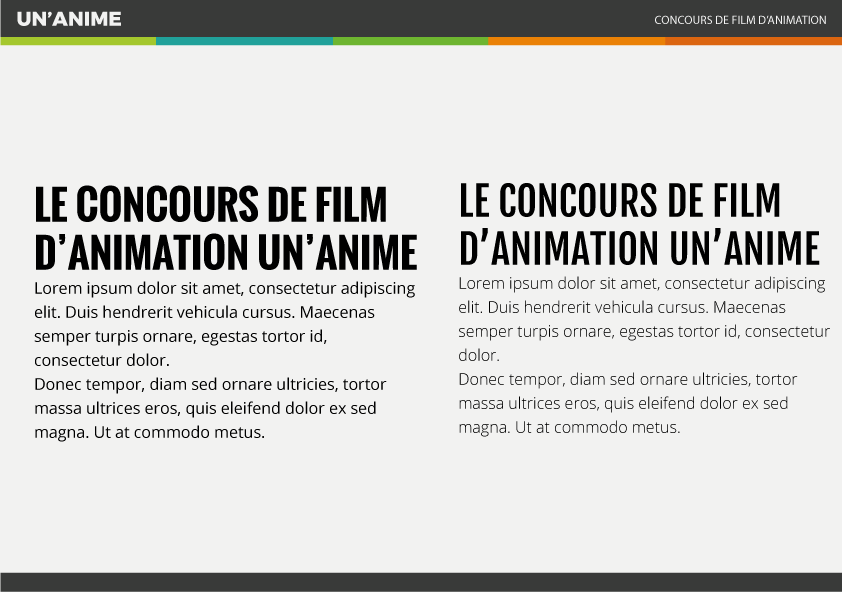 UN'ANIME
CONCOURS DE FILM D'ANIMATION
LE CONCOURS DE FILM
D'ANIMATION UN'ANIME
Lorem ipsum dolor sit amet, consectetur adipiscing
elit. Duis hendrerit vehicula cursus. Maecenas
semper turpis ornare, egestas tortor id,
consectetur dolor.
Donec tempor, diam sed ornare ultricies, tortor
massa ultrices eros, quis eleifend dolor ex sed
magna. Ut at commodo metus.
LE CONCOURS DE FILM
D'ANIMATION UN'ANIME
Lorem ipsum dolor sit amet, consectetur adipiscing
elit. Duis hendrerit vehicula cursus. Maecenas
semper turpis ornare, egestas tortor id, consectetur
dolor.
Donec tempor, diam sed ornare ultricies, tortor
massa ultrices eros, quis eleifend dolor ex sed
magna. Ut at commodo metus.